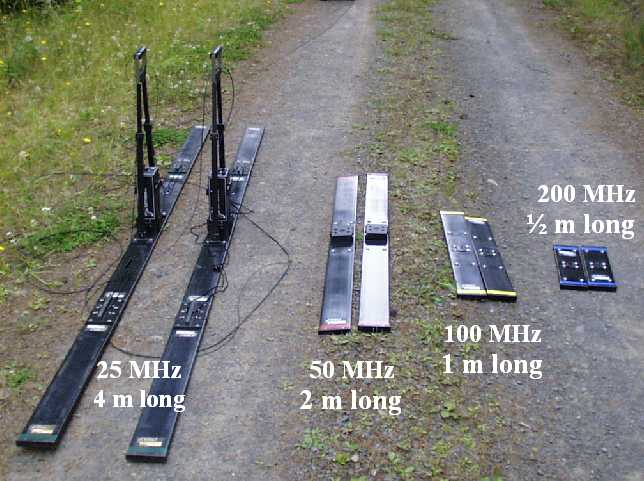 25 MHz
4 m long
50 MHz
2 m long
100 MHz
1 m long
200 MHz
½ m long